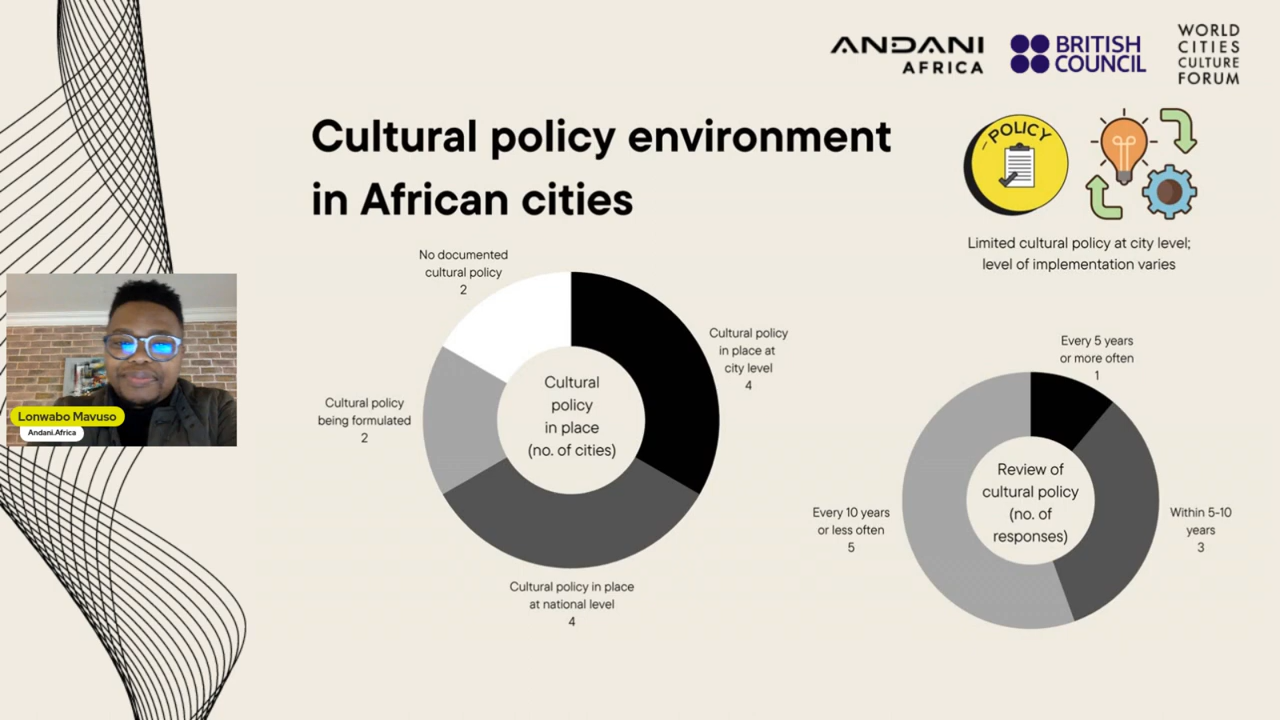 ANDANI
AFRICA
BRITISH
COUNCIL
WORLD
CITIES
CULTURE
FORUM
Cultural policy environment
in African cities
POLICY
Limited cultural policy at city level;
level of implementation varies
No documented
cultural policy
2
Cultural policy
in place at
city level
4
Cultural
policy
in place
(no. of cities)
Cultural policy
being formulated
2
Cultural policy in place
at national level
4
Every 5 years
or more often
1
Review of
cultural policy
(no. of
responses)
Every 10 years
or less often
5
Within 5-10
years
3
Lonwabo Mavuso
Andani.Africa